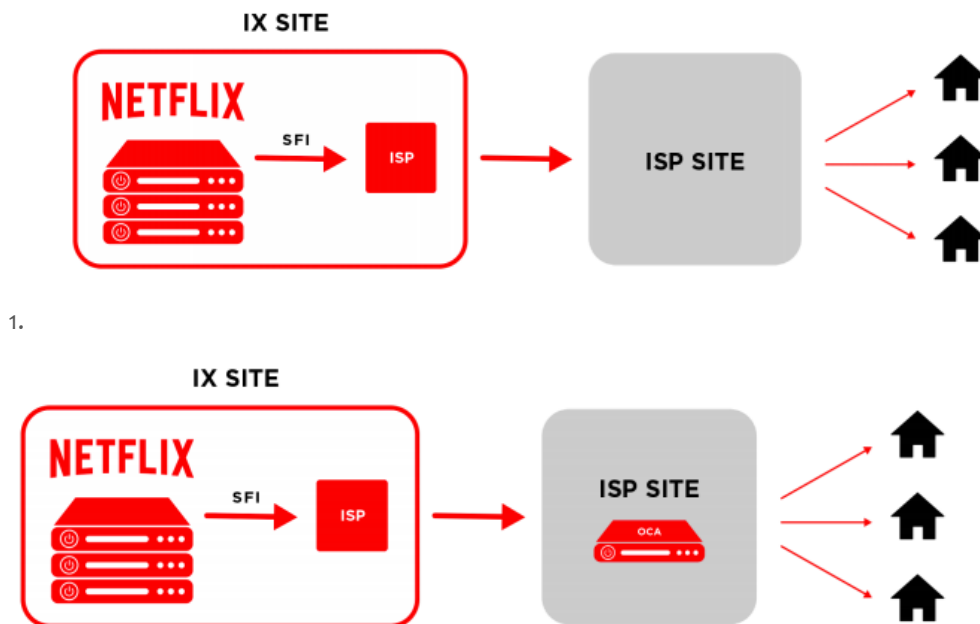 IX SITE
NETFLIX
SFI
ISP
ISP SITE
1.
IX SITE
NETFLIX
SFI
ISP
ISP SITE
OCA